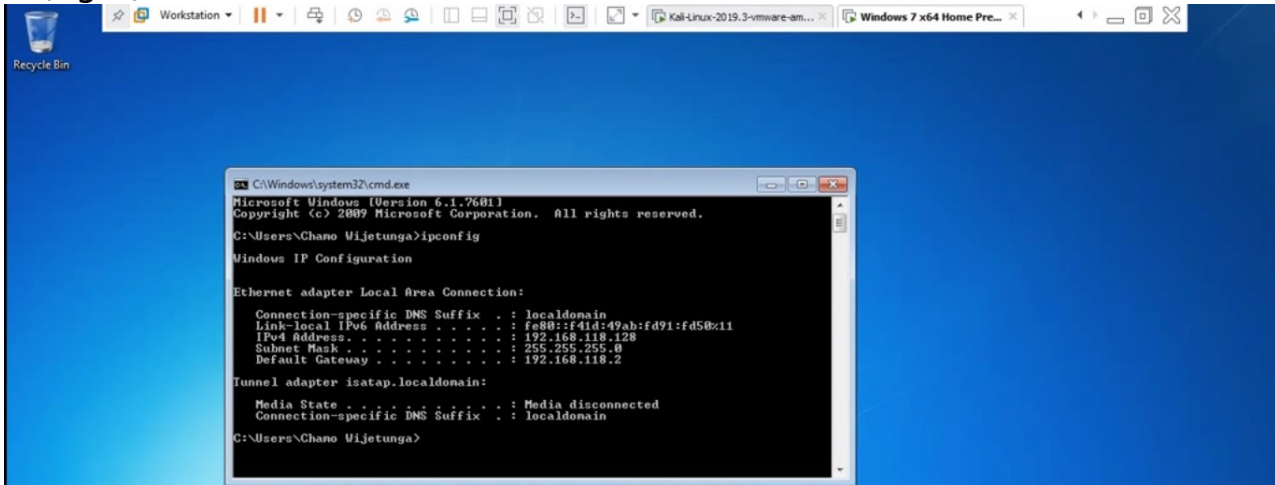 Workstation
Kali-Linux-2019.3-vmware-am...
Windows 7 x64 Home Pre...
Recycle Bin
C:\Windows\system32\cmd.exe
Microsoft Windows [Version 6.1.7601]
Copyright (c) 2009 Microsoft Corporation.  All rights reserved.
C:\Users\Chamo Wijetunga>ipconfig
Windows IP Configuration
Ethernet adapter Local Area Connection:
Connection-specific DNS Suffix  . : localdomain
Link-local IPv6 Address . . . . . : fe80::f41d:49ab:fd91:fd50%11
IPv4 Address. . . . . . . . . . . : 192.168.118.128
Subnet Mask . . . . . . . . . . . : 255.255.255.0
Default Gateway . . . . . . . . . : 192.168.118.2
Tunnel adapter isatap.localdomain:
Media State . . . . . . . . . . . : Media disconnected
Connection-specific DNS Suffix  . : localdomain
C:\Users\Chamo Wijetunga>